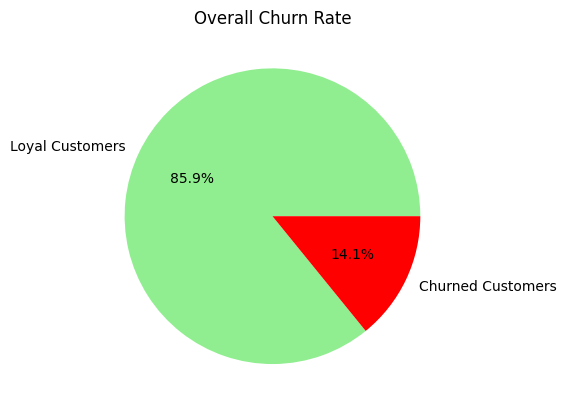 Overall Churn Rate
Loyal Customers
85.9%
14.1%
Churned Customers